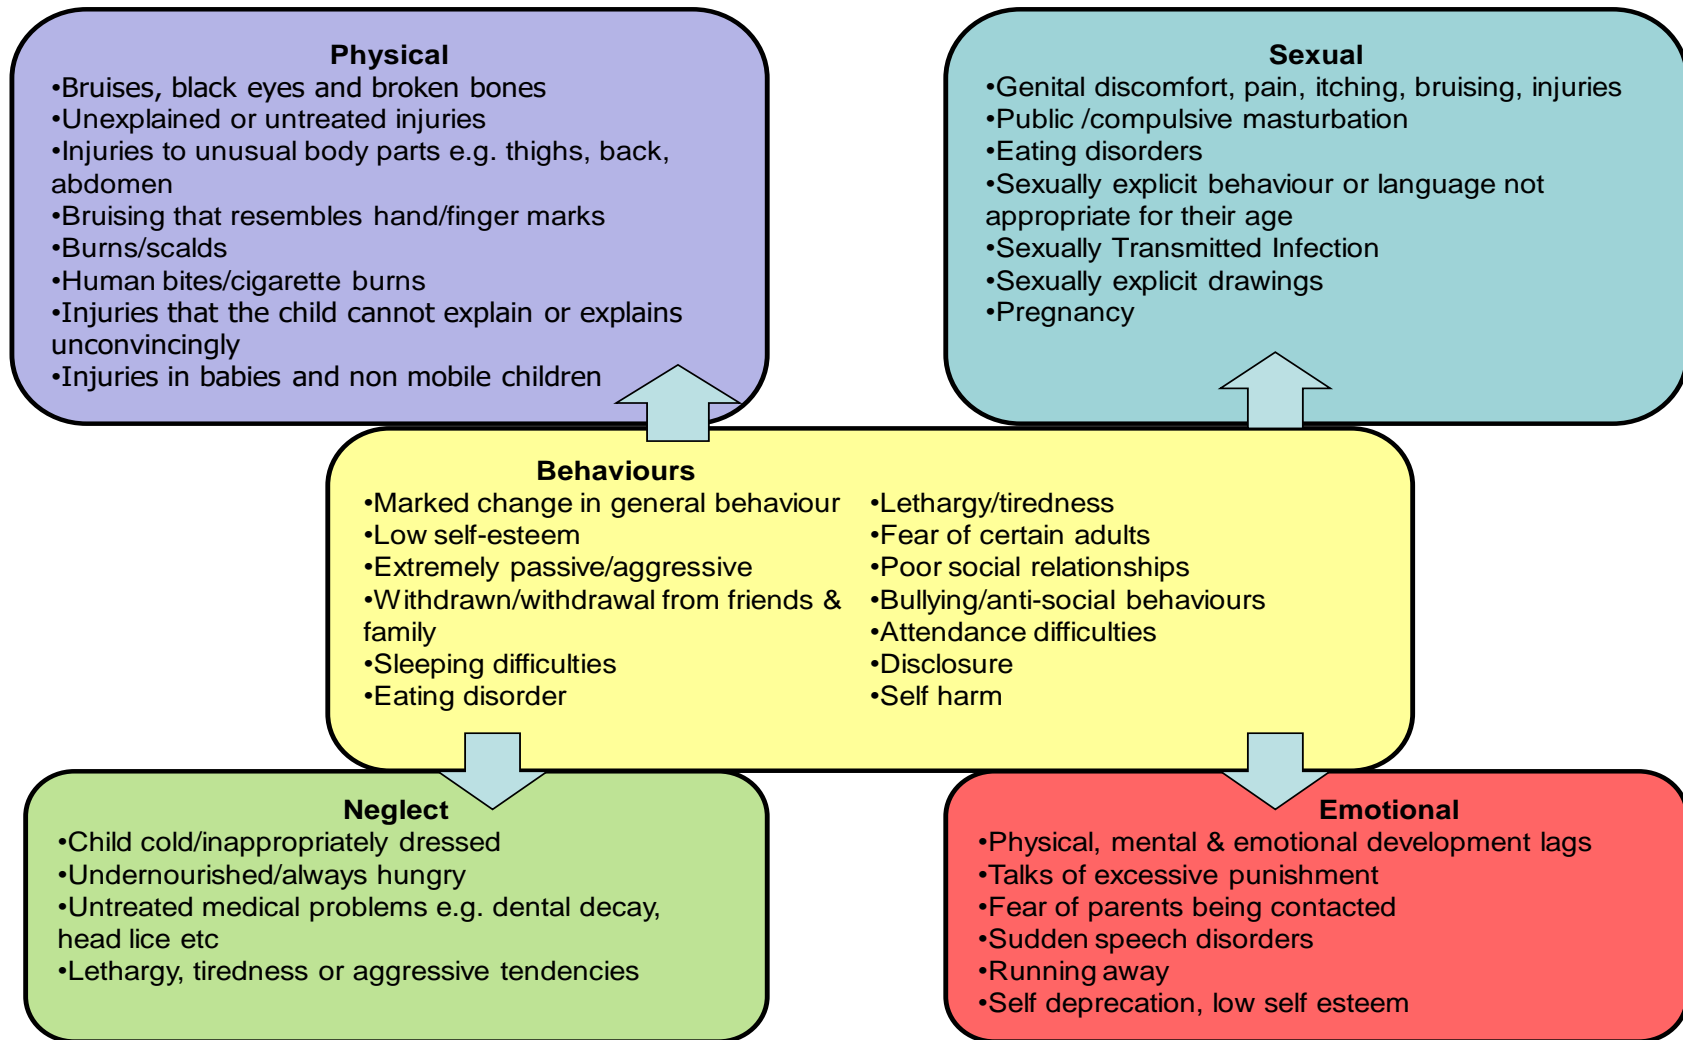 Physical
•Bruises, black eyes and broken bones
•Unexplained or untreated injuries
•Injuries to unusual body parts e.g. thighs, back,
abdomen
•Bruising that resembles hand/finger marks
•Burns/scalds
•Human bites/cigarette burns
•Injuries that the child cannot explain or explains
unconvincingly
•Injuries in babies and non mobile children
Sexual
•Genital discomfort, pain, itching, bruising, injuries
•Public /compulsive masturbation
•Eating disorders
•Sexually explicit behaviour or language not
appropriate for their age
•Sexually Transmitted Infection
•Sexually explicit drawings
•Pregnancy
Behaviours
•Marked change in general behaviour
•Low self-esteem
•Extremely passive/aggressive
•Withdrawn/withdrawal from friends &
family
•Sleeping difficulties
•Eating disorder
•Lethargy/tiredness
•Fear of certain adults
•Poor social relationships
•Bullying/anti-social behaviours
•Attendance difficulties
•Disclosure
•Self harm
Neglect
•Child cold/inappropriately dressed
•Undernourished/always hungry
•Untreated medical problems e.g. dental decay,
head lice etc
•Lethargy, tiredness or aggressive tendencies
Emotional
•Physical, mental & emotional development lags
•Talks of excessive punishment
•Fear of parents being contacted
•Sudden speech disorders
•Running away
•Self deprecation, low self esteem